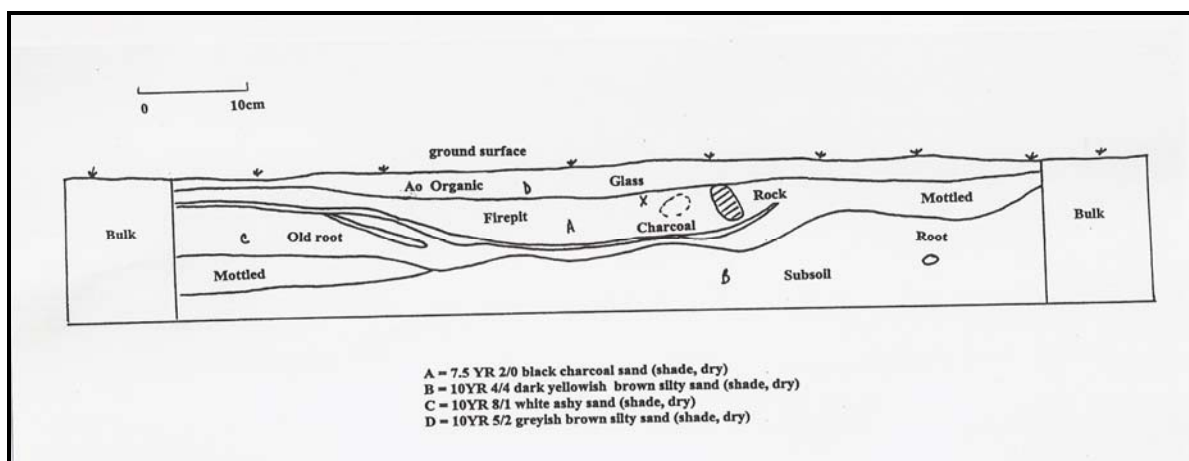 0 10cm
ground surface
Ao Organic D Glass
X Rock
Firepit A Charcoal Mottled
Bulk C Old root Root Bulk
Mottled B Subsoil
A = 7.5 YR 2/0 black charcoal sand (shade, dry)
B = 10YR 4/4 dark yellowish brown silty sand (shade, dry)
C = 10YR 8/1 white ashy sand (shade, dry)
D = 10YR 5/2 greyish brown silty sand (shade, dry)